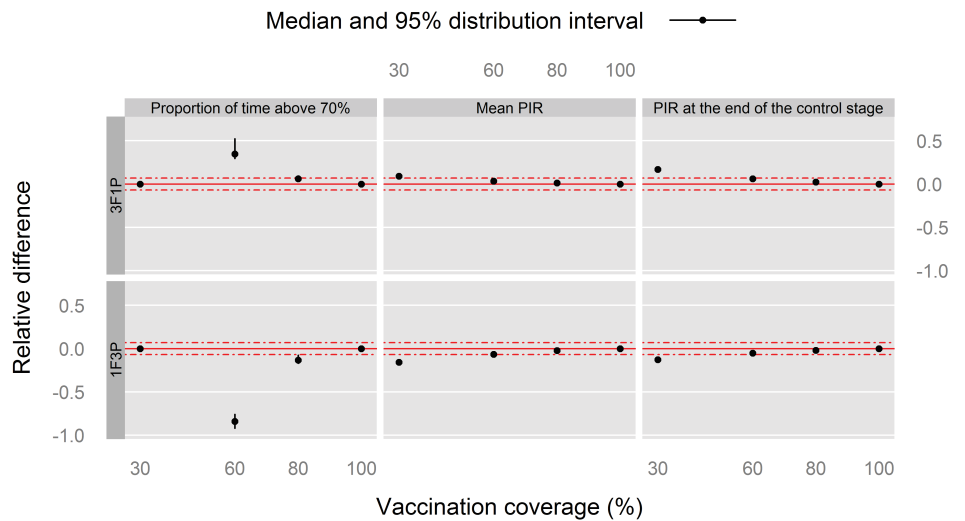 Median and 95% distribution interval
30 60 80 100
Proportion of time above 70% Mean PIR PIR at the end of the control stage
3F1P
0.5
0.0
-0.5
-1.0
Relative difference
1F3P
0.5
0.0
-0.5
-1.0
30 60 80 100 30 60 80 100
Vaccination coverage (%)